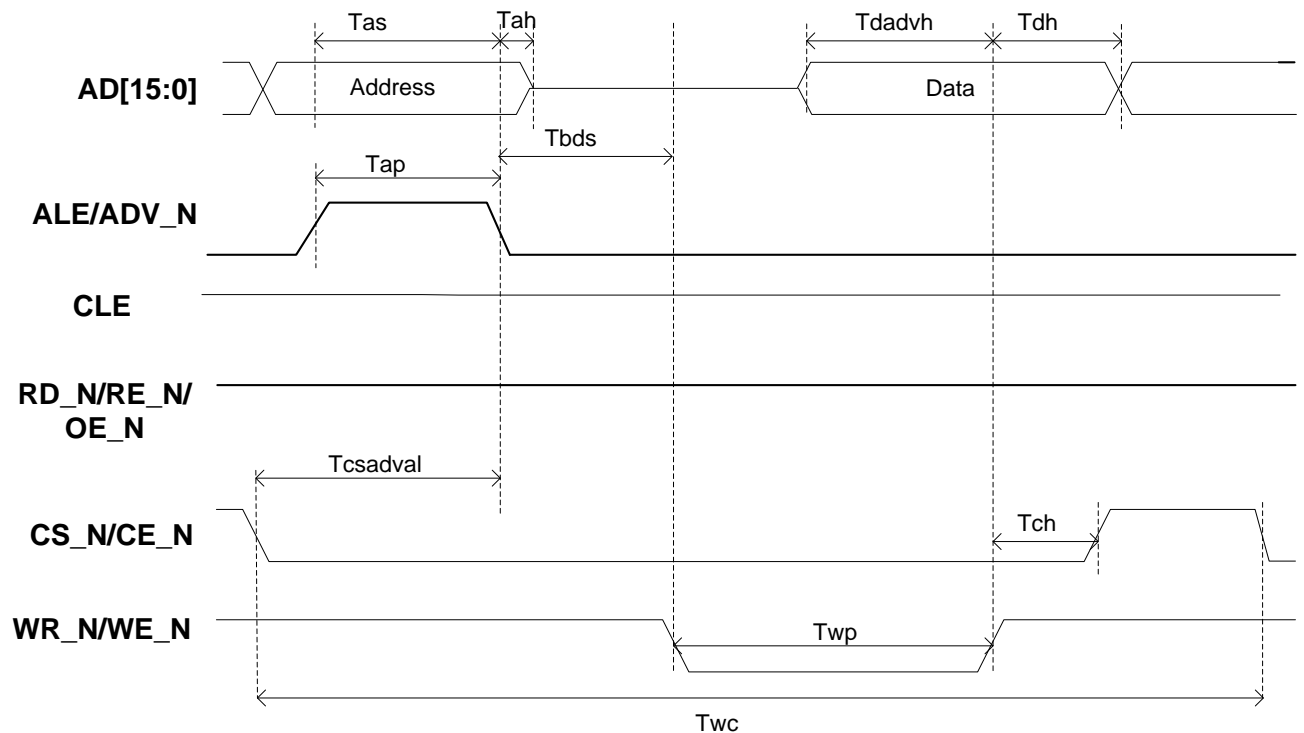 Tas Tah Tdadvh Tdh
AD[15:0] Address Data
Tbds
Tap
ALE/ADV_N
CLE
RD_N/RE_N/
OE_N
Tcsadval
CS_N/CE_N Tch
WR_N/WE_N Twp
Twc